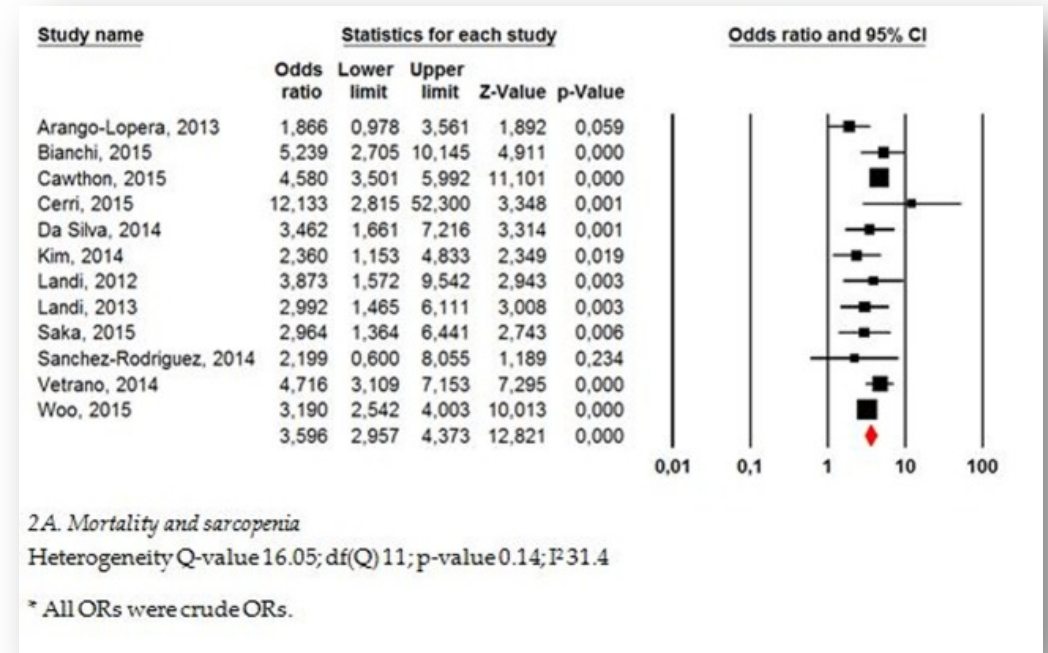 Study name Statistics for each study Odds ratio and 95% CI
Odds Lower Upper
ratio limit limit Z-Value p-Value
Arango-Lopera, 2013 1,866 0,978 3,561 1,892 0,059
Bianchi, 2015 5,239 2,705 10,145 4,911 0,000
Cawthon, 2015 4,580 3,501 5,992 11,101 0,000
Cerri, 2015 12,133 2,815 52,300 3,348 0,001
Da Silva, 2014 3,462 1,661 7,216 3,314 0,001
Kim, 2014 2,360 1,153 4,833 2,349 0,019
Landi, 2012 3,873 1,572 9,542 2,943 0,003
Landi, 2013 2,992 1,465 6,111 3,008 0,003
Saka, 2015 2,964 1,364 6,441 2,743 0,006
Sanchez-Rodriguez, 2014 2,199 0,600 8,055 1,189 0,234
Vetrano, 2014 4,716 3,109 7,153 7,295 0,000
Woo, 2015 3,190 2,542 4,003 10,013 0,000
3,596 2,957 4,373 12,821 0,000
0,01 0,1 1 10 100
2A. Mortality and sarcopenia
Heterogeneity Q-value 16.05; df(Q) 11; p-value 0.14; I² 31.4
* All ORs were crude ORs.